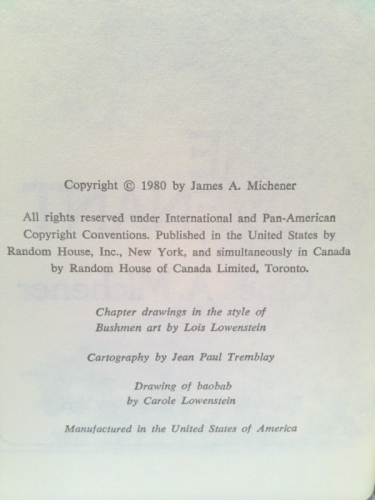 Copyright © 1980 by James A. Michener
All rights reserved under International and Pan-American
Copyright Conventions. Published in the United States by
Random House, Inc., New York, and simultaneously in Canada
by Random House of Canada Limited, Toronto.
Chapter drawings in the style of
Bushmen art by Lois Lowenstein
Cartography by Jean Paul Tremblay
Drawing of baobab
by Carole Lowenstein
Manufactured in the United States of America